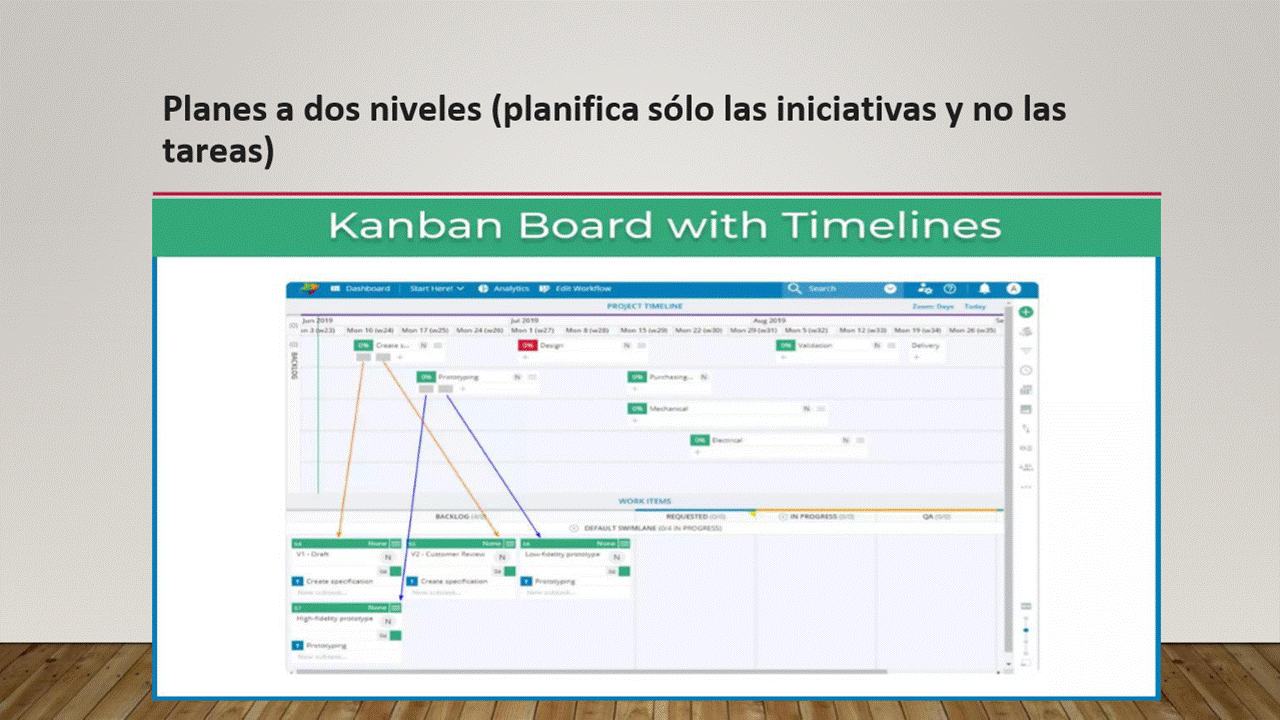 Planes a dos niveles (planifica sólo las iniciativas y no las
tareas)
Kanban Board with Timelines
Dashboard Start Here! Analytics Edit Workflow Search A
PROJECT TIMELINE Zoom: Days Today
Jun 2019 Jul 2019 Aug 2019
n 3 (w23) Mon 16 (w24) Mon 17 (w25) Mon 24 (w26) Mon 1 (w27) Mon 8 (w28) Mon 15 (w29) Mon 22 (w30) Mon 29 (w31) Mon 5 (w32) Mon 12 (w33) Mon 19 (w34) Mon 26 (w35)
BACKLOG
0% Create s... N 0% Design N 0% Validation N Delivery
0% Prototyping N 0% Purchasing... N
0% Mechanical N
0% Electrical N
WORK ITEMS
BACKLOG REQUESTED (0/0) IN PROGRESS (0/0) QA (0/0)
DEFAULT SWIMLANE (0/4 IN PROGRESS)
None None None
V1 - Draft V2 - Customer Review Low-fidelity prototype
N N N
Create specification Create specification Prototyping
New subtask... New subtask... New subtask...
None
High-fidelity prototype
N
Prototyping
New subtask...